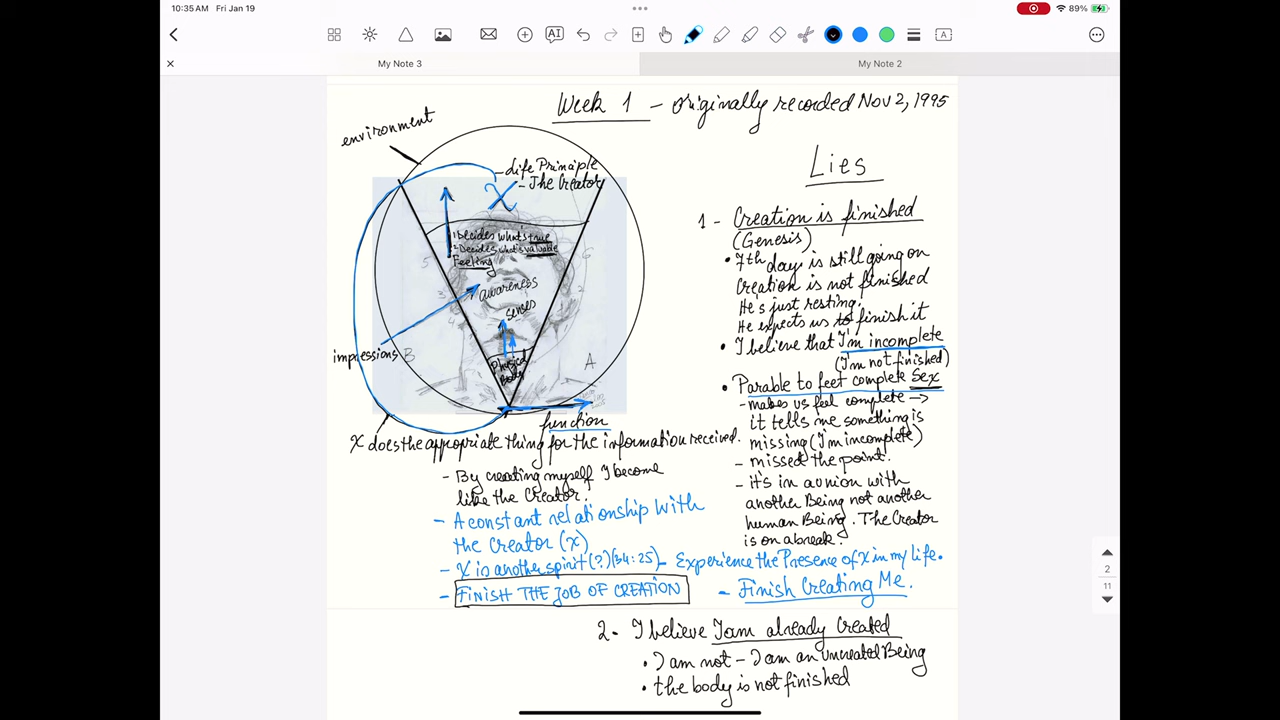 10:35 AM Fri Jan 19
89%
My Note 3
My Note 2
Week 1 - originally recorded Nov 2, 1995
environment
- Life Principle
- The Creator
X
1 Decides what's true
2 Decides what's valuable
Feeling
awareness
senses
impressions
B
Physical
Body
A
function
X does the appropriate thing for the information received.
- By creating myself I become
like the Creator.
- A constant relationship with
the Creator (X)
- X is another spirit (?) (34:25)
- FINISH THE JOB OF CREATION
Lies
1 - Creation is finished
(Genesis)
• 7th day is still going on
Creation is not finished
He's just resting.
He expects us to finish it
• I believe that I'm incomplete
(I'm not finished)
• Parable to feet complete Sex
- makes us feel complete →
it tells me something is
missing (I'm incomplete)
- missed the point.
- it's in a union with
another Being not another
human Being. The Creator
is on a break.
- Experience the Presence of X in my life.
- Finish Creating Me.
2 - I believe I am already Created
• I am not - I am an uncreated Being
• the body is not finished
2
11